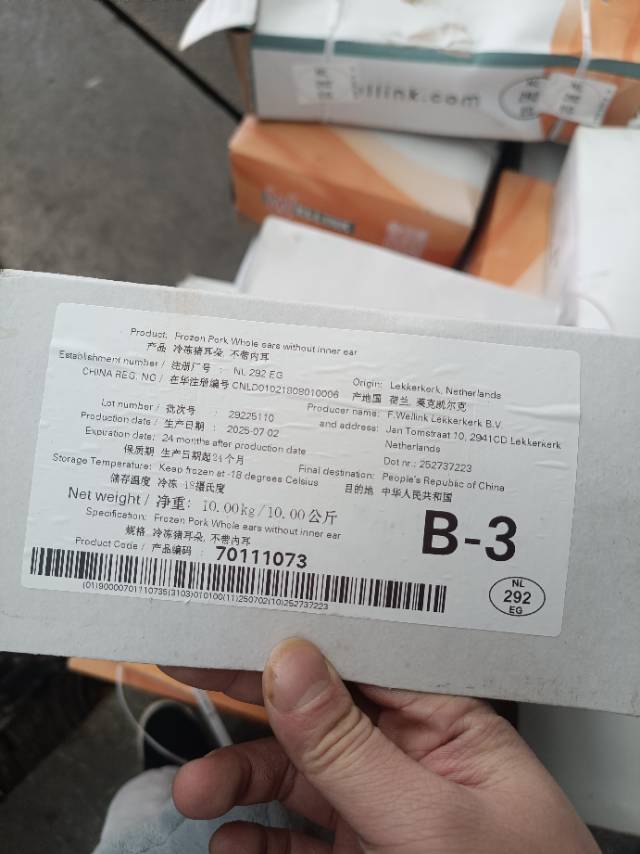 llink.com
Product: Frozen Pork Whole ears without inner ear
产品 冷冻猪耳朵, 不带内耳
Establishment number / 注册厂号 : NL 292 EG
CHINA REG. NO / 在华注册编号 CNLD01021808010006
Lot number / 批次号 : 29225110
Production date / 生产日期 : 2025-07-02
Expiration date: 24 months after production date
保质期 生产日期起24个月
Storage Temperature: Keep frozen at -18 degrees Celsius
储存温度 冷冻 -18摄氏度
Net weight / 净重: 10.00kg/10.00公斤
Specification: Frozen Pork Whole ears without inner ear
规格 冷冻猪耳朵, 不带内耳
Product Code / 产品编码 : 70111073
Origin: Lekkerkerk, Netherlands
产地国 荷兰, 莱克凯尔克
Producer name: F.Wellink Lekkerkerk B.V.
and address: Jan Tomstraat 10, 2941CD Lekkerkerk
Netherlands
Dot nr.: 252737223
Final destination: People's Republic of China
目的地 中华人民共和国
B-3
NL
292
EG
(01)90000701110735(3103)010100(11)250702(10)252737223